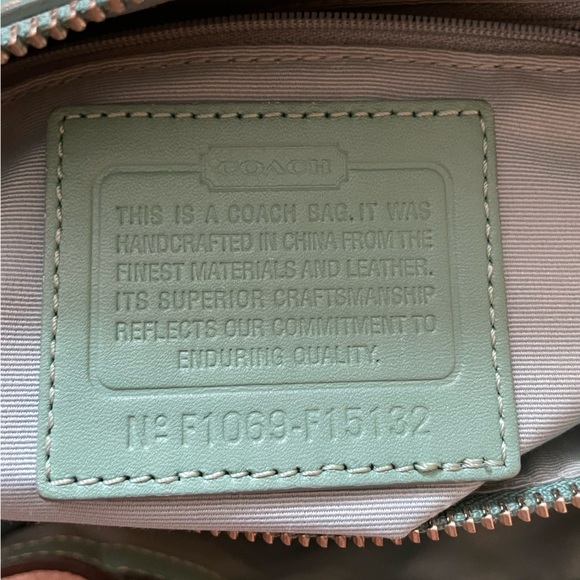 COACH
THIS IS A COACH BAG. IT WAS
HANDCRAFTED IN CHINA FROM THE
FINEST MATERIALS AND LEATHER.
ITS SUPERIOR CRAFTSMANSHIP
REFLECTS OUR COMMITMENT TO
ENDURING QUALITY.
Nº F1069-F15132